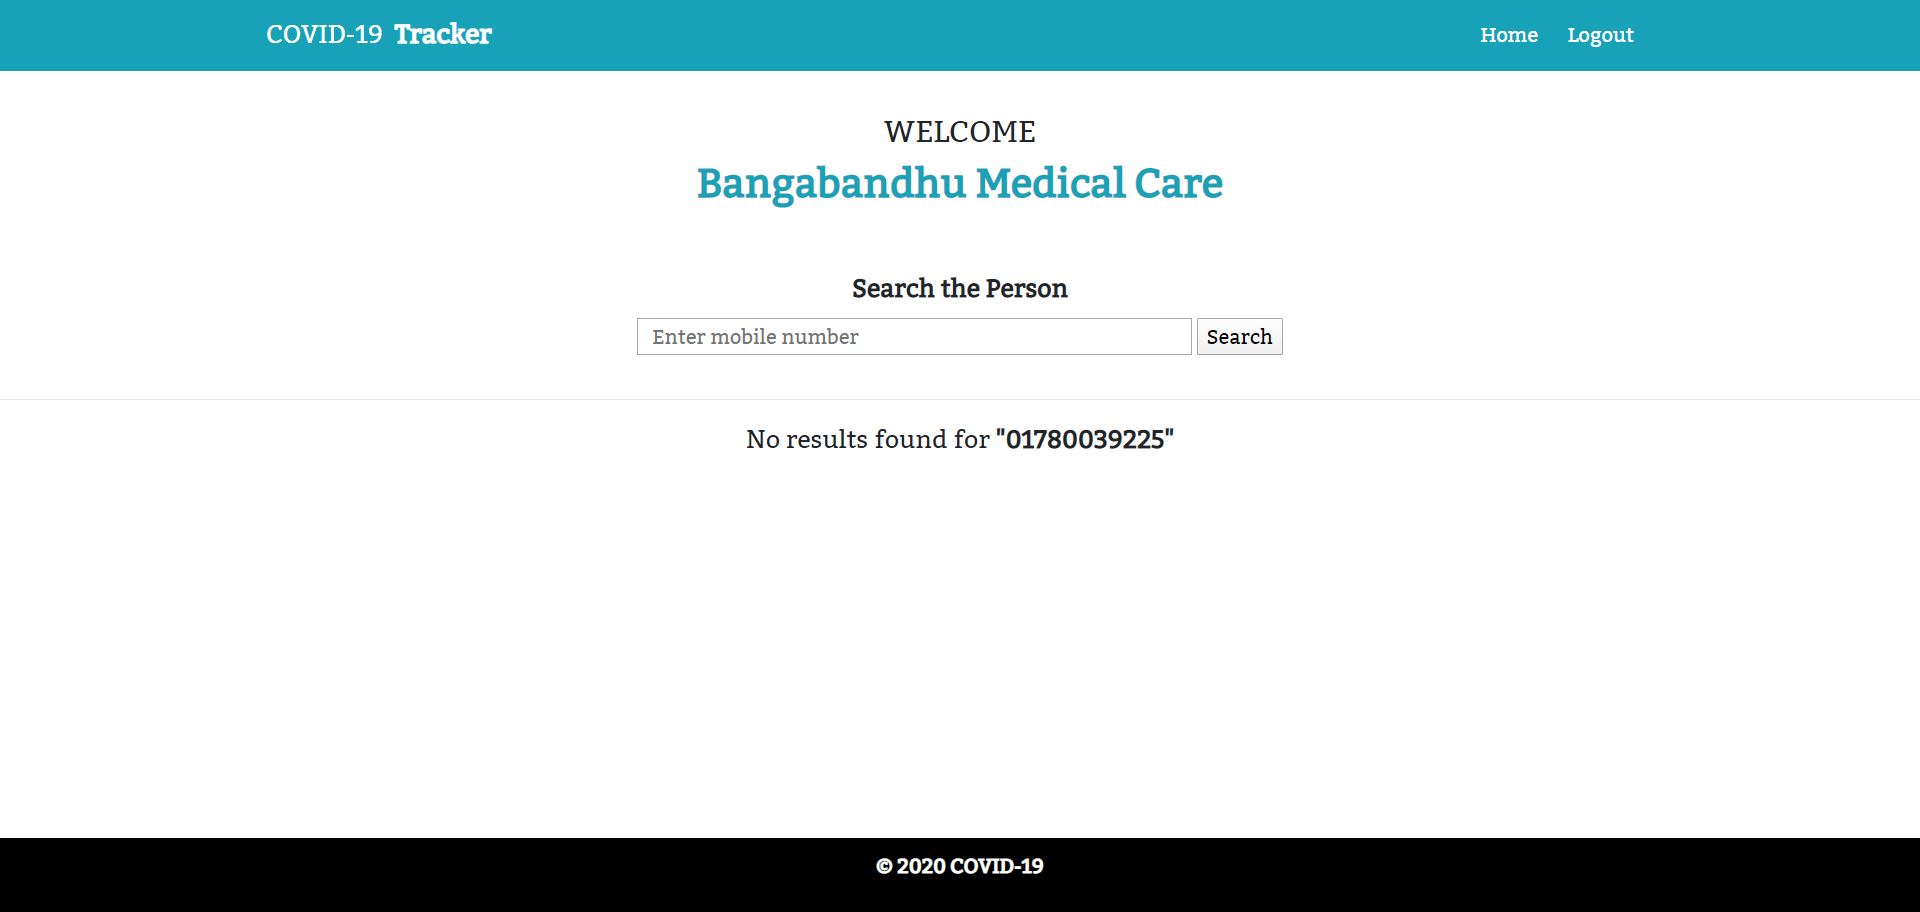 COVID-19 Tracker
Home Logout
WELCOME
Bangabandhu Medical Care
Search the Person
Enter mobile number
Search
No results found for "01780039225"
© 2020 COVID-19